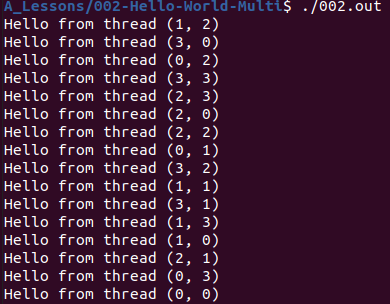 A_Lessons/002-Hello-World-Multi$ ./002.out
Hello from thread (1, 2)
Hello from thread (3, 0)
Hello from thread (0, 2)
Hello from thread (3, 3)
Hello from thread (2, 3)
Hello from thread (2, 0)
Hello from thread (2, 2)
Hello from thread (0, 1)
Hello from thread (3, 2)
Hello from thread (1, 1)
Hello from thread (3, 1)
Hello from thread (1, 3)
Hello from thread (1, 0)
Hello from thread (2, 1)
Hello from thread (0, 3)
Hello from thread (0, 0)